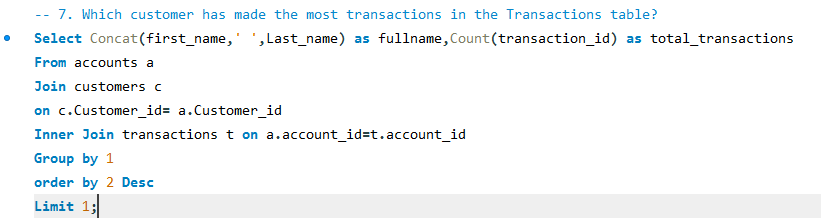 -- 7. Which customer has made the most transactions in the Transactions table?
Select Concat(first_name,' ',Last_name) as fullname,Count(transaction_id) as total_transactions
From accounts a
Join customers c
on c.Customer_id= a.Customer_id
Inner Join transactions t on a.account_id=t.account_id
Group by 1
order by 2 Desc
Limit 1;